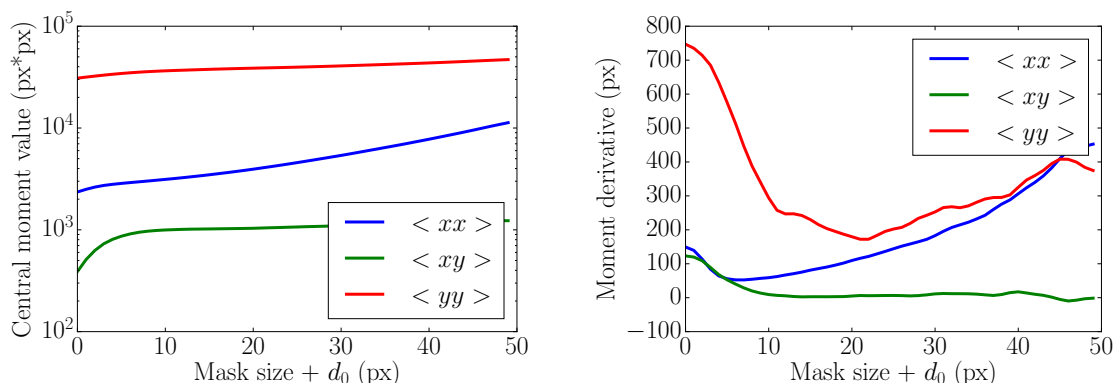 10^5
10^4
10^3
10^2
Central moment value (px*px)
0 10 20 30 40 50
Mask size + d_0 (px)
< xx >
< xy >
< yy >
800
700
600
500
400
300
200
100
0
−100
Moment derivative (px)
0 10 20 30 40 50
Mask size + d_0 (px)
< xx >
< xy >
< yy >